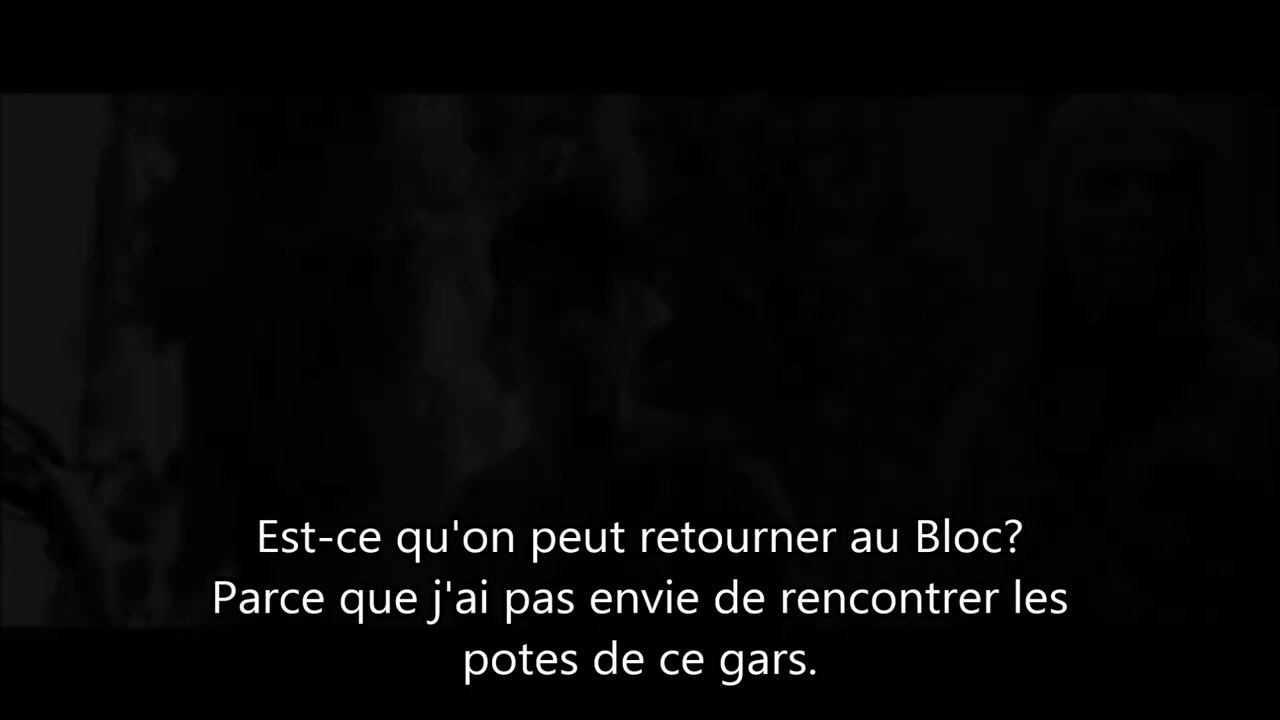 Est-ce qu'on peut retourner au Bloc?
Parce que j'ai pas envie de rencontrer les
potes de ce gars.